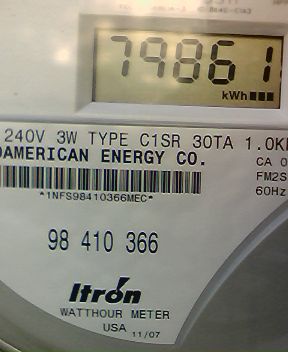 79861
kWh
240V 3W TYPE C1SR 30TA 1.0K
AMERICAN ENERGY CO.
CA 0
FM2S
60Hz
*1NFS98410366MEC*
98 410 366
Itrón
WATTHOUR METER
USA 11/07